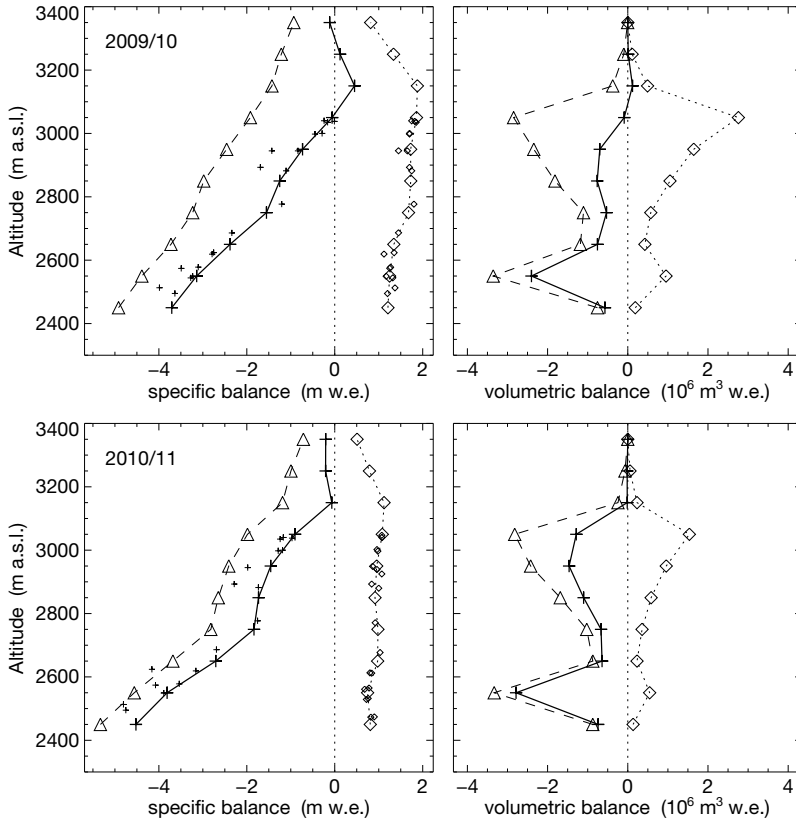 3400
2009/10
3200
3000
2800
2600
2400
Altitude (m a.s.l.)
−4 −2 0 2
specific balance (m w.e.)
−4 −2 0 2 4
volumetric balance (10⁶ m³ w.e.)
3400
2010/11
3200
3000
2800
2600
2400
Altitude (m a.s.l.)
−4 −2 0 2
specific balance (m w.e.)
−4 −2 0 2 4
volumetric balance (10⁶ m³ w.e.)